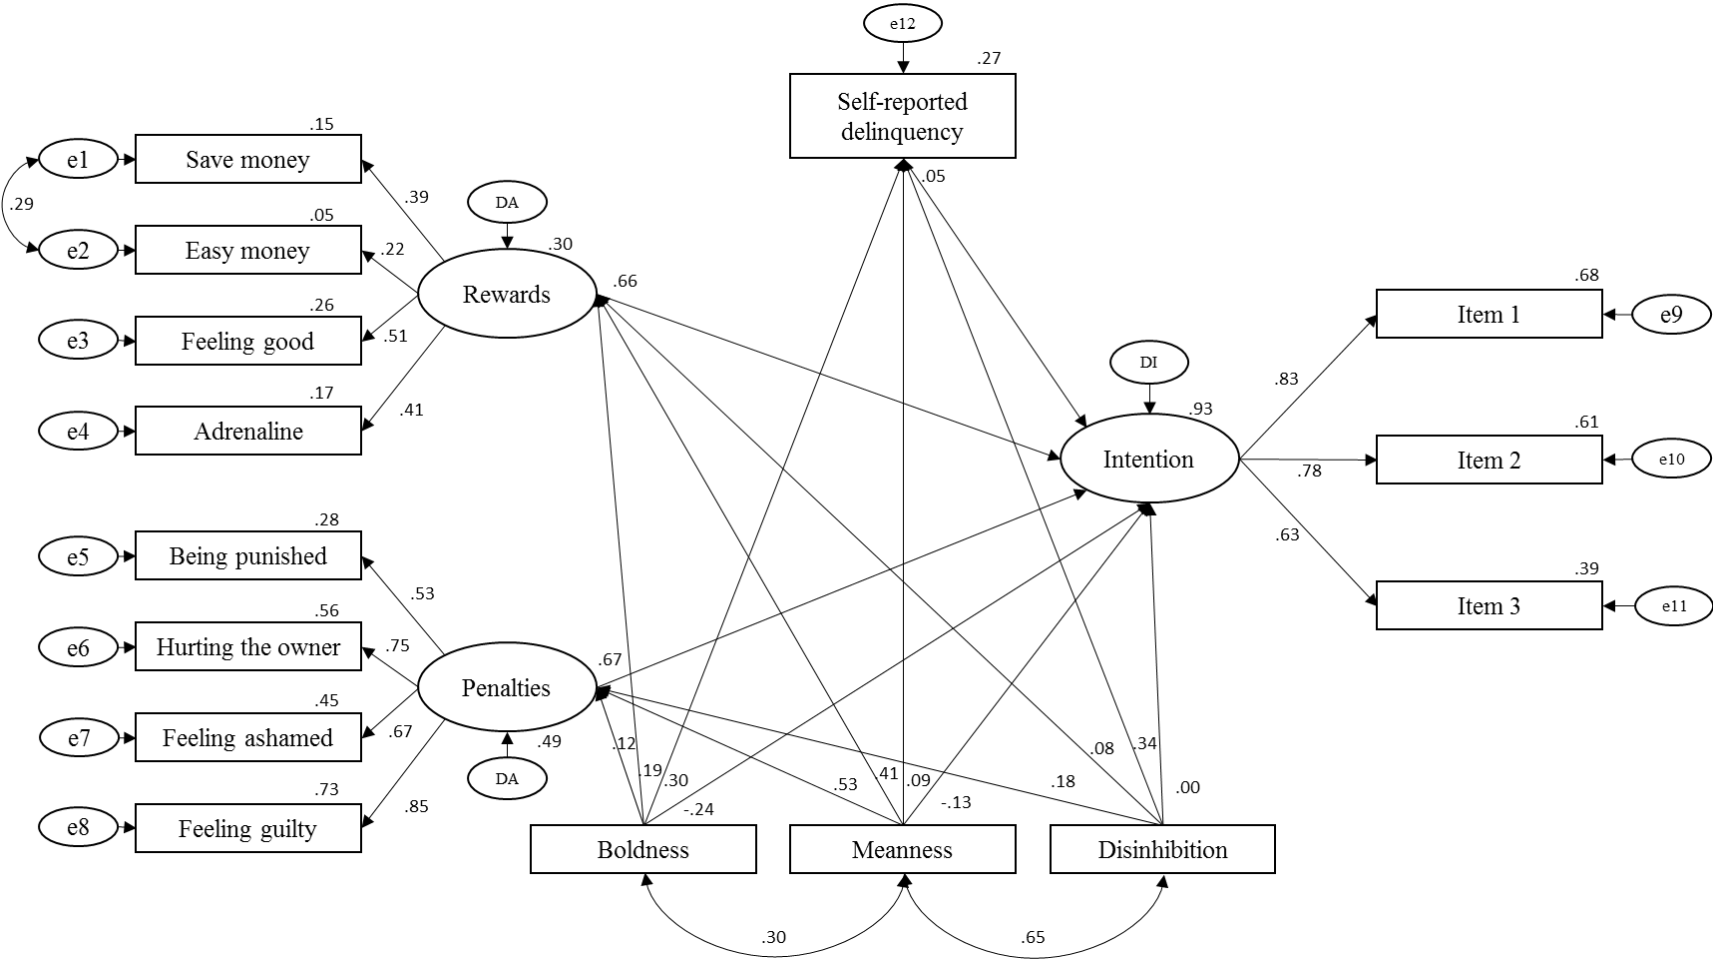 e12
.27
Self-reported
delinquency
.05
.15
e1
Save money
.39
.29
.05
e2
Easy money
.22
.26
e3
Feeling good
.51
.17
e4
Adrenaline
.41
DA
.30
Rewards
.66
.28
e5
Being punished
.53
.56
e6
Hurting the owner
.75
.45
e7
Feeling ashamed
.67
.73
e8
Feeling guilty
.85
.67
Penalties
.49
DA
DI
.93
Intention
.83
.78
.63
.68
Item 1
e9
.61
Item 2
e10
.39
Item 3
e11
.12
.19
.30
-.24
.53
.41
.09
-.13
.18
.08
.34
.00
Boldness
Meanness
Disinhibition
.30
.65